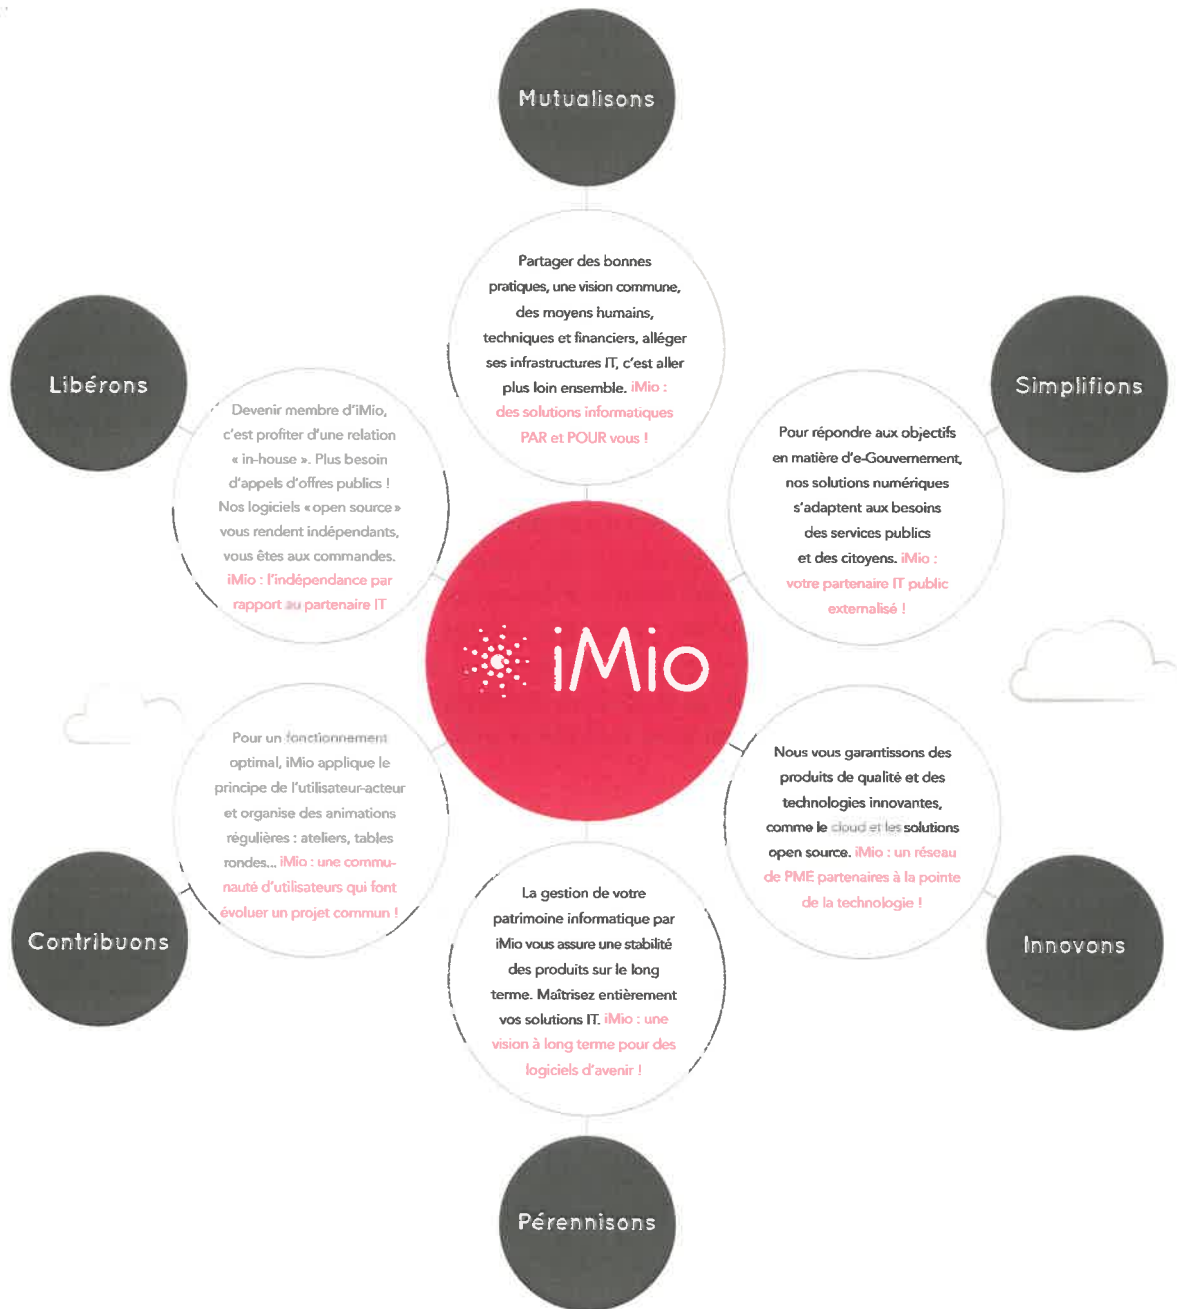 Mutualisons
Partager des bonnes
pratiques, une vision commune,
des moyens humains,
techniques et financiers, alléger
ses infrastructures IT, c'est aller
plus loin ensemble. iMio :
des solutions informatiques
PAR et POUR vous !
Simplifions
Pour répondre aux objectifs
en matière d'e-Gouvernement,
nos solutions numériques
s'adaptent aux besoins
des services publics
et des citoyens. iMio :
votre partenaire IT public
externalisé !
Libérons
Devenir membre d'iMio,
c'est profiter d'une relation
« in-house ». Plus besoin
d'appels d'offres publics !
Nos logiciels « open source »
vous rendent indépendants,
vous êtes aux commandes.
iMio : l'indépendance par
rapport au partenaire IT
iMio
Pour un fonctionnement
optimal, iMio applique le
principe de l'utilisateur-acteur
et organise des animations
régulières : ateliers, tables
rondes... iMio : une commu-
nauté d'utilisateurs qui font
évoluer un projet commun !
Contribuons
Nous vous garantissons des
produits de qualité et des
technologies innovantes,
comme le cloud et les solutions
open source. iMio : un réseau
de PME partenaires à la pointe
de la technologie !
Innovons
La gestion de votre
patrimoine informatique par
iMio vous assure une stabilité
des produits sur le long
terme. Maîtrisez entièrement
vos solutions IT. iMio : une
vision à long terme pour des
logiciels d'avenir !
Pérennisons